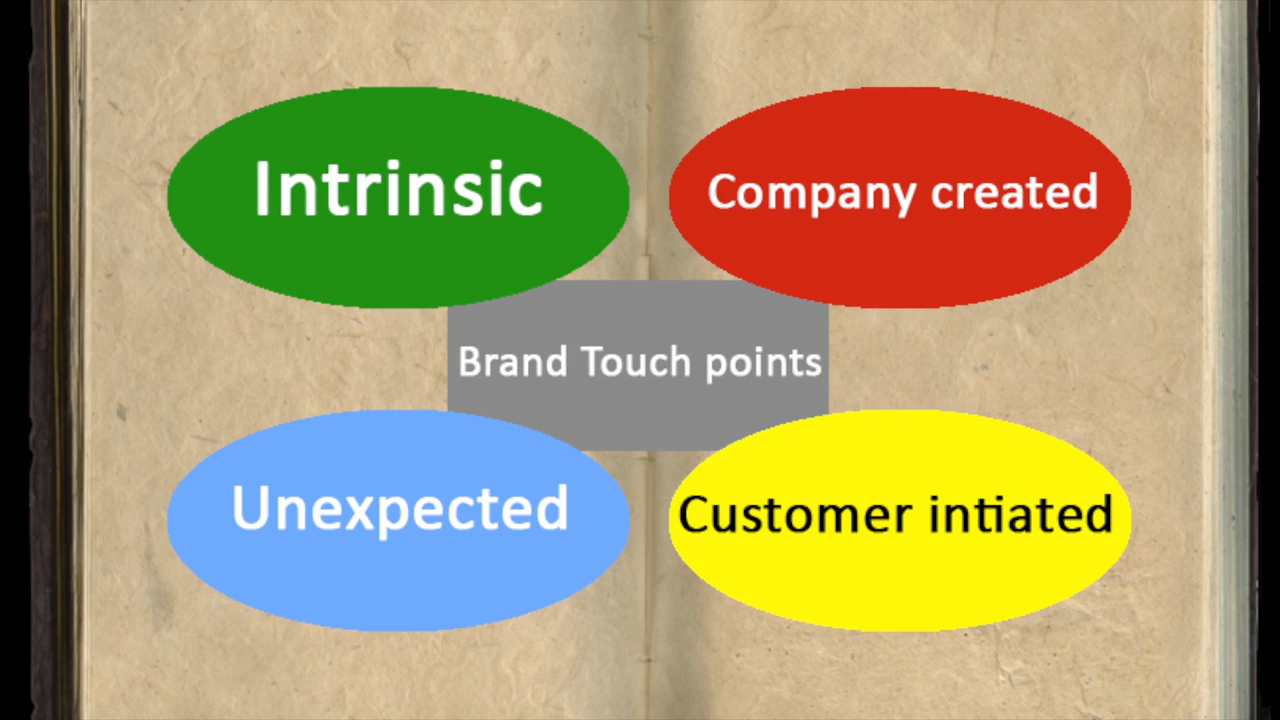 Intrinsic
Company created
Brand Touch points
Unexpected
Customer intiated